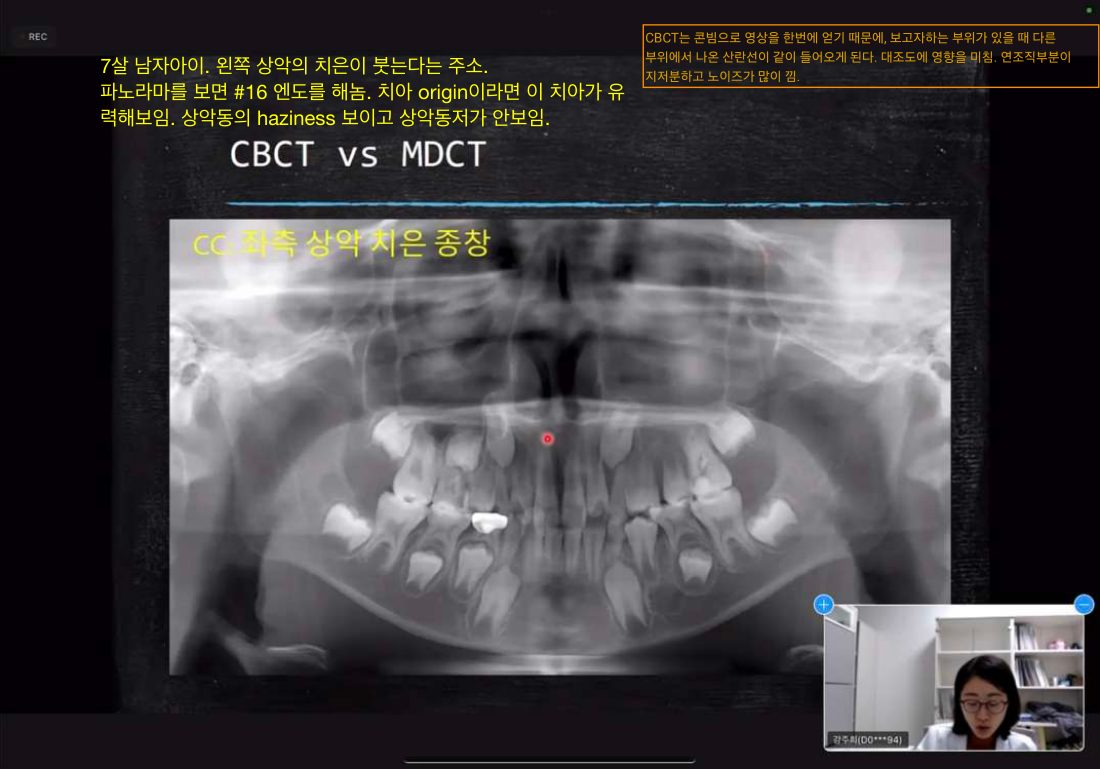 REC
CBCT는 콘빔으로 영상을 한번에 얻기 때문에, 보고자하는 부위가 있을 때 다른
부위에서 나온 산란선이 같이 들어오게 된다. 대조도에 영향을 미침. 연조직부분이
지저분하고 노이즈가 많이 낌.
7살 남자아이. 왼쪽 상악의 치은이 붓는다는 주소.
파노라마를 보면 #16 엔도를 해놈. 치아 origin이라면 이 치아가 유
력해보임. 상악동의 haziness 보이고 상악동저가 안보임.
CBCT vs MDCT
CC: 좌측 상악 치은 종창
강주희(D0***94)